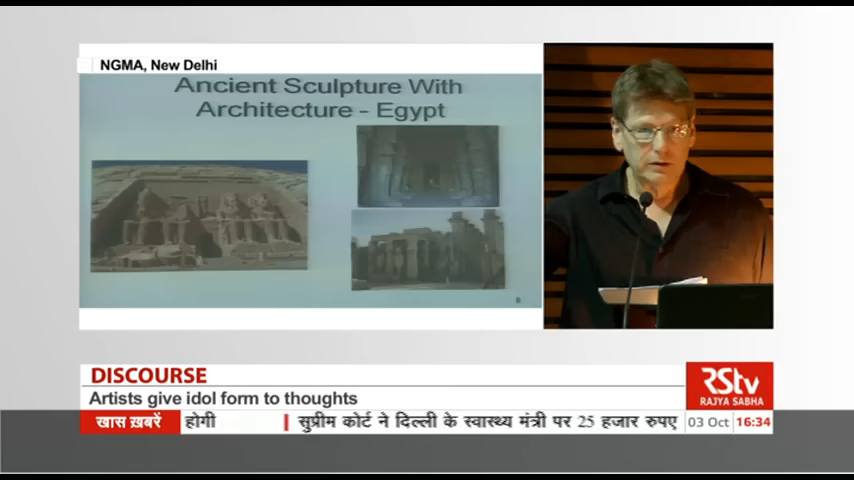 NGMA, New Delhi
Ancient Sculpture With
Architecture - Egypt
8
DISCOURSE
Artists give idol form to thoughts
RStv
RAJYA SABHA
खास ख़बरें
होगी
सुप्रीम कोर्ट ने दिल्ली के स्वास्थ्य मंत्री पर 25 हजार रुपए
03 Oct
16:34